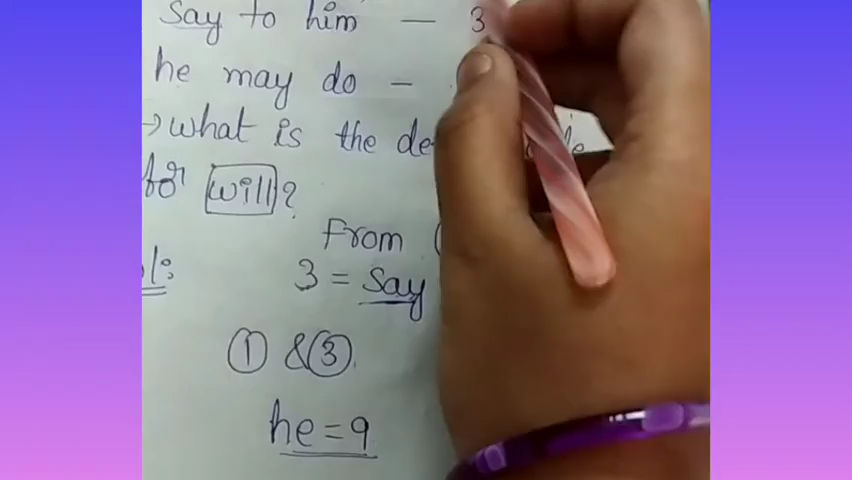 Say to him — 3
he may do –
→ what is the
for will?
From
3 = Say
① & ③.
he = 9